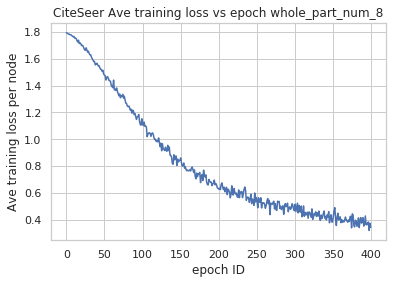 CiteSeer Ave training loss vs epoch whole_part_num_8
Ave training loss per node
1.8
1.6
1.4
1.2
1.0
0.8
0.6
0.4
0 50 100 150 200 250 300 350 400
epoch ID